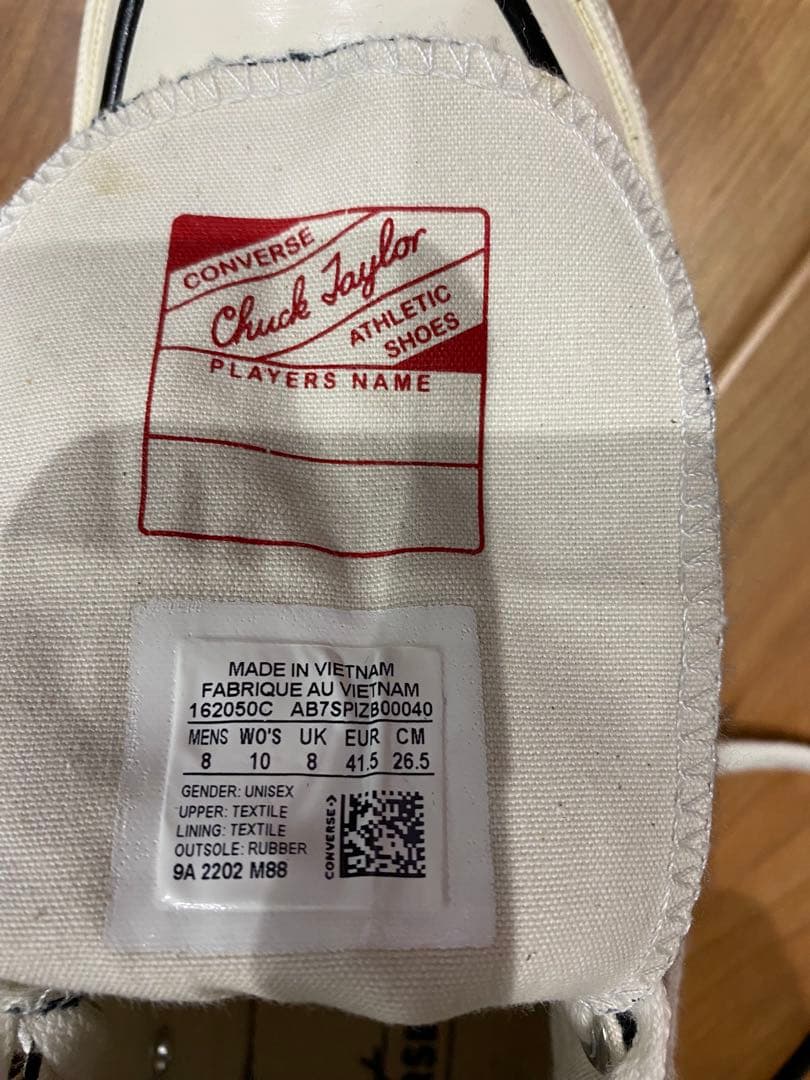 CONVERSE
Chuck Taylor
ATHLETIC
SHOES
PLAYERS NAME
MADE IN VIETNAM
FABRIQUE AU VIETNAM
162050C AB7SPIZB00040
MENS WO'S UK EUR CM
8 10 8 41.5 26.5
GENDER: UNISEX
UPPER: TEXTILE
LINING: TEXTILE
OUTSOLE: RUBBER
9A 2202 M88
CONVERSE